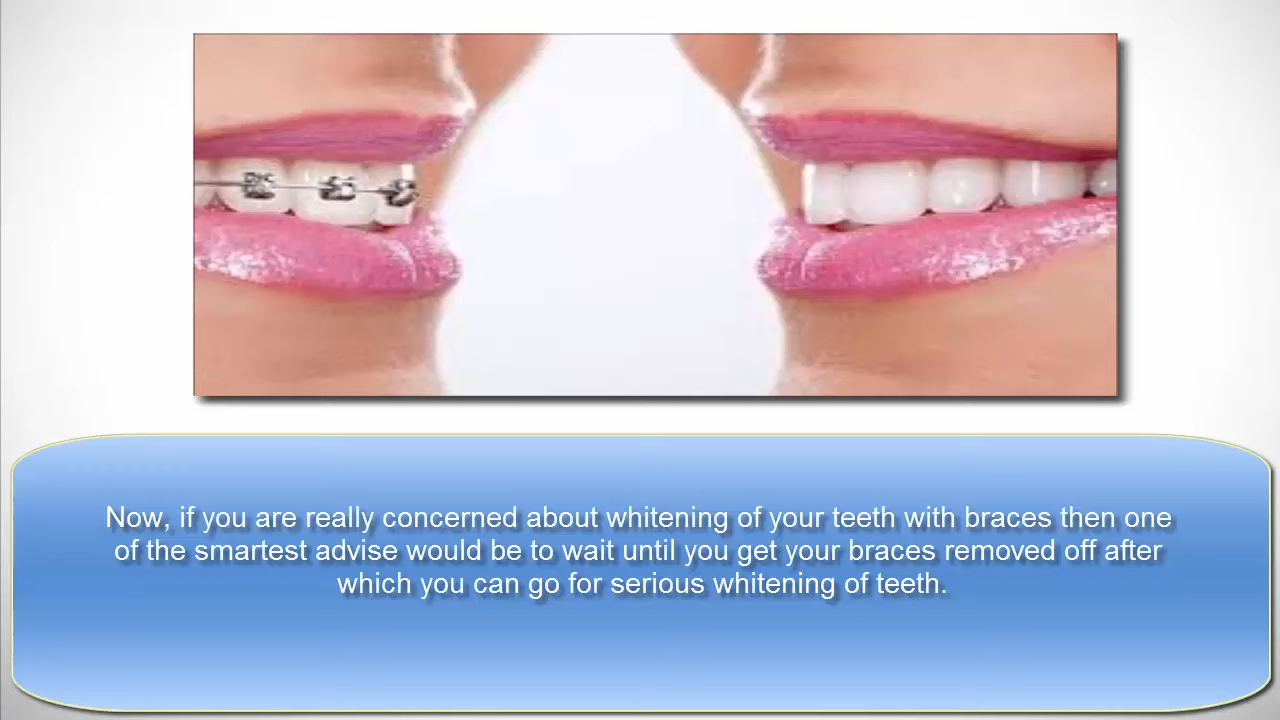 Now, if you are really concerned about whitening of your teeth with braces then one
of the smartest advise would be to wait until you get your braces removed off after
which you can go for serious whitening of teeth.